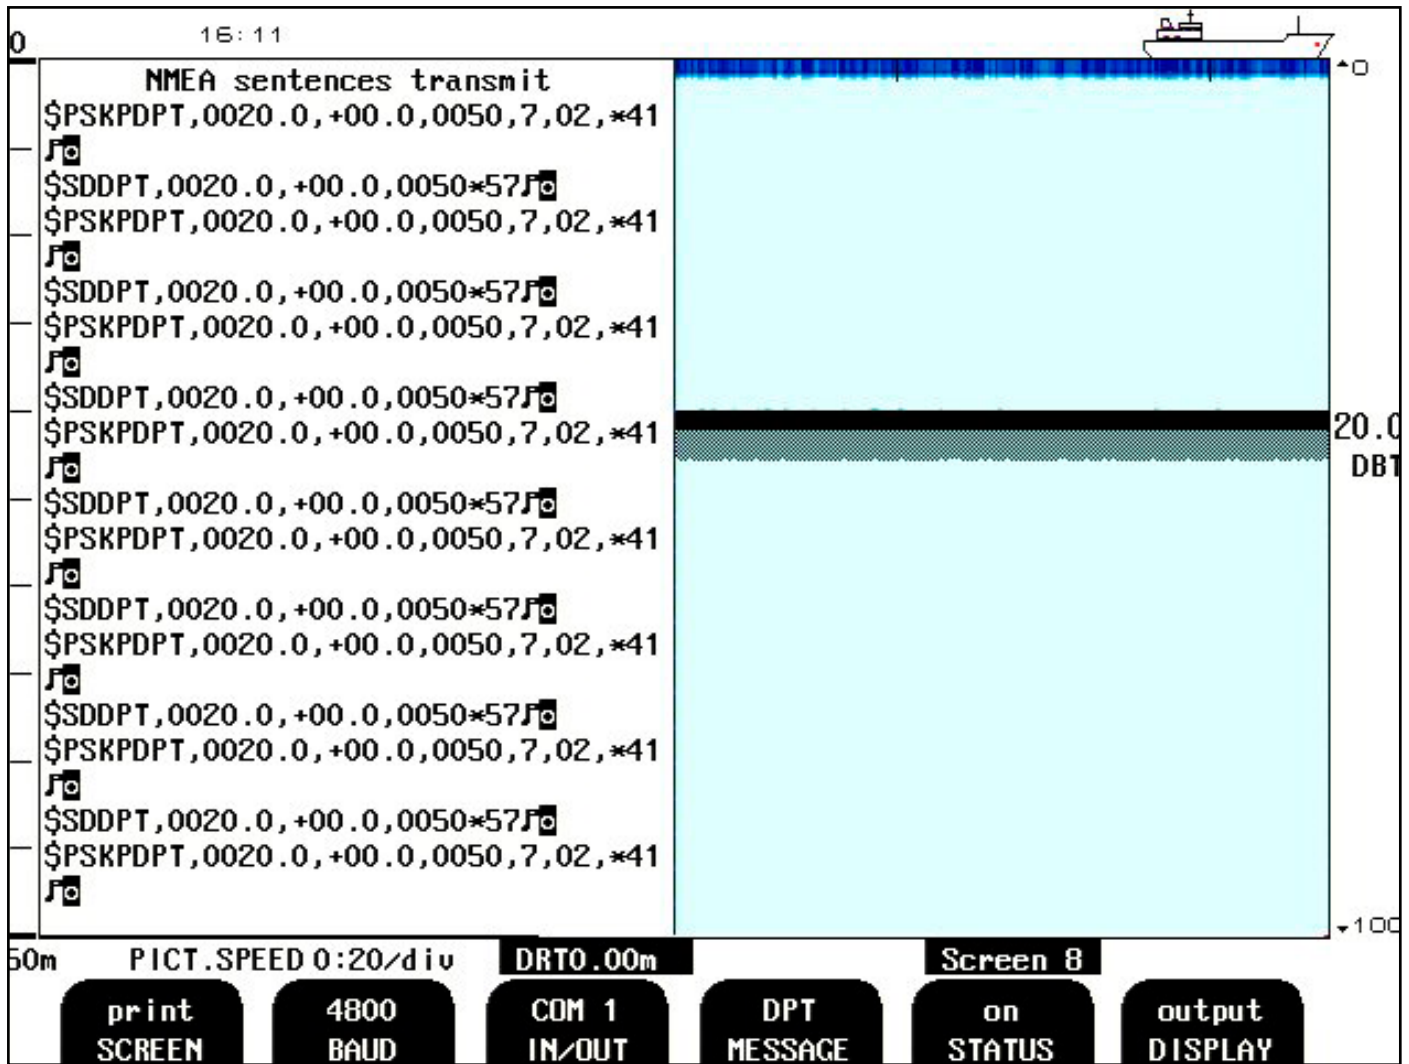 0
16:11
NMEA sentences transmit
$PSKPDPT,0020.0,+00.0,0050,7,02,*41
♪◙
$SDDPT,0020.0,+00.0,0050*57♪◙
$PSKPDPT,0020.0,+00.0,0050,7,02,*41
♪◙
$SDDPT,0020.0,+00.0,0050*57♪◙
$PSKPDPT,0020.0,+00.0,0050,7,02,*41
♪◙
$SDDPT,0020.0,+00.0,0050*57♪◙
$PSKPDPT,0020.0,+00.0,0050,7,02,*41
♪◙
$SDDPT,0020.0,+00.0,0050*57♪◙
$PSKPDPT,0020.0,+00.0,0050,7,02,*41
♪◙
$SDDPT,0020.0,+00.0,0050*57♪◙
$PSKPDPT,0020.0,+00.0,0050,7,02,*41
♪◙
$SDDPT,0020.0,+00.0,0050*57♪◙
$PSKPDPT,0020.0,+00.0,0050,7,02,*41
♪◙
$SDDPT,0020.0,+00.0,0050*57♪◙
$PSKPDPT,0020.0,+00.0,0050,7,02,*41
♪◙
0
20.0
DBT
100
50m PICT.SPEED 0:20/div DRT0.00m Screen 8
print SCREEN
4800 BAUD
COM 1 IN/OUT
DPT MESSAGE
on STATUS
output DISPLAY